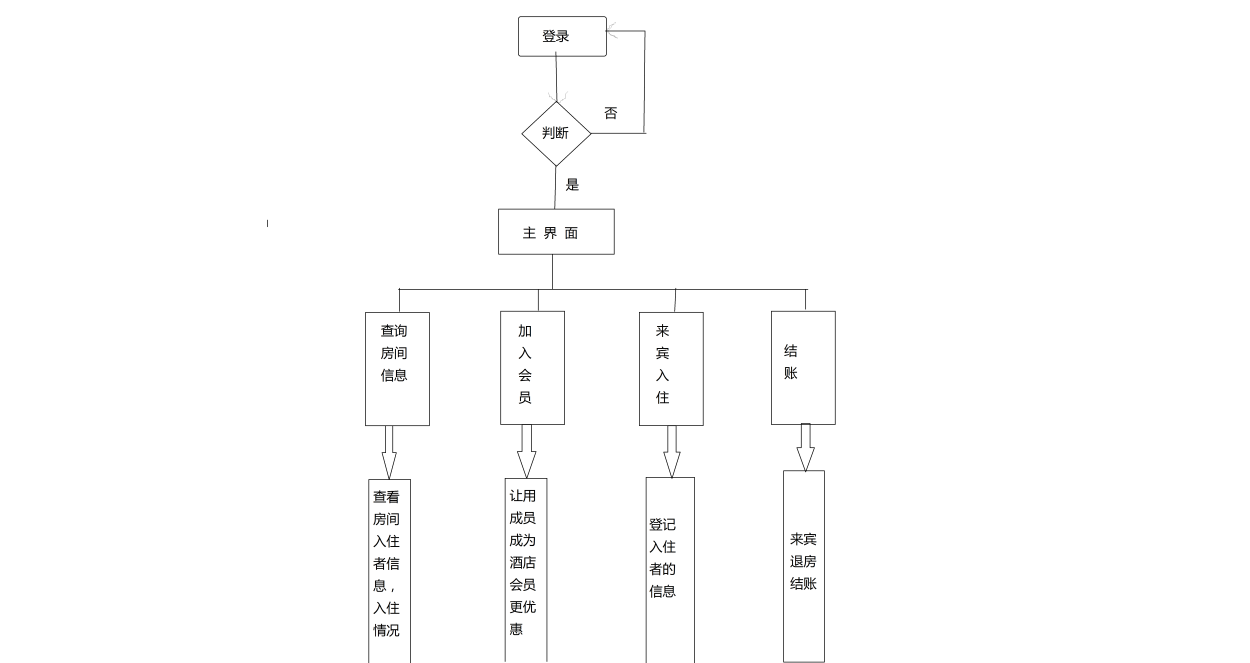 登录
否
判断
是
主 界 面
查询
房间
信息
加
入
会
员
来
宾
入
住
结
账
查看
房间
入住
者信
息，
入住
情况
让用
成员
成为
酒店
会员
更优
惠
登记
入住
者的
信息
来宾
退房
结账